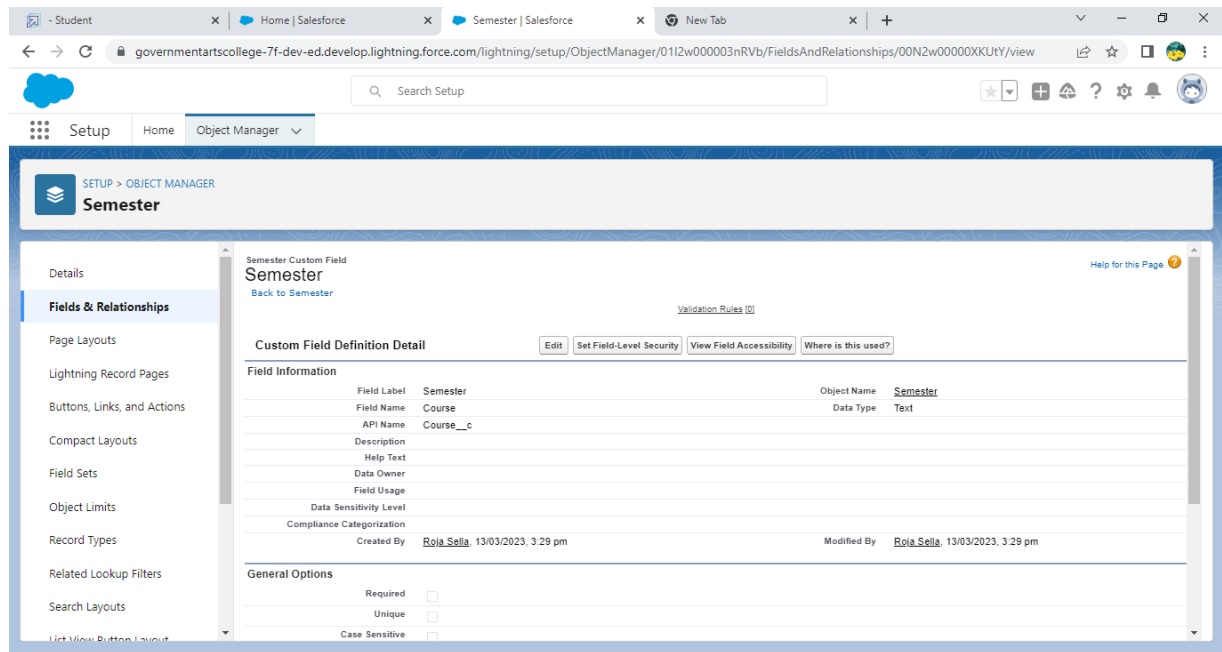 - Student
Home | Salesforce
Semester | Salesforce
New Tab
governmentartscollege-7f-dev-ed.develop.lightning.force.com/lightning/setup/ObjectManager/01I2w000003nRVb/FieldsAndRelationships/00N2w00000XKUtY/view
Search Setup
Setup
Home
Object Manager
SETUP > OBJECT MANAGER
Semester
Details
Fields & Relationships
Page Layouts
Lightning Record Pages
Buttons, Links, and Actions
Compact Layouts
Field Sets
Object Limits
Record Types
Related Lookup Filters
Search Layouts
List View Button Layout
Semester Custom Field
Semester
Back to Semester
Help for this Page
Validation Rules [0]
Custom Field Definition Detail
Edit
Set Field-Level Security
View Field Accessibility
Where is this used?
Field Information
Field Label Semester Object Name Semester
Field Name Course Data Type Text
API Name Course__c
Description
Help Text
Data Owner
Field Usage
Data Sensitivity Level
Compliance Categorization
Created By Roja Sella, 13/03/2023, 3:29 pm Modified By Roja Sella, 13/03/2023, 3:29 pm
General Options
Required
Unique
Case Sensitive